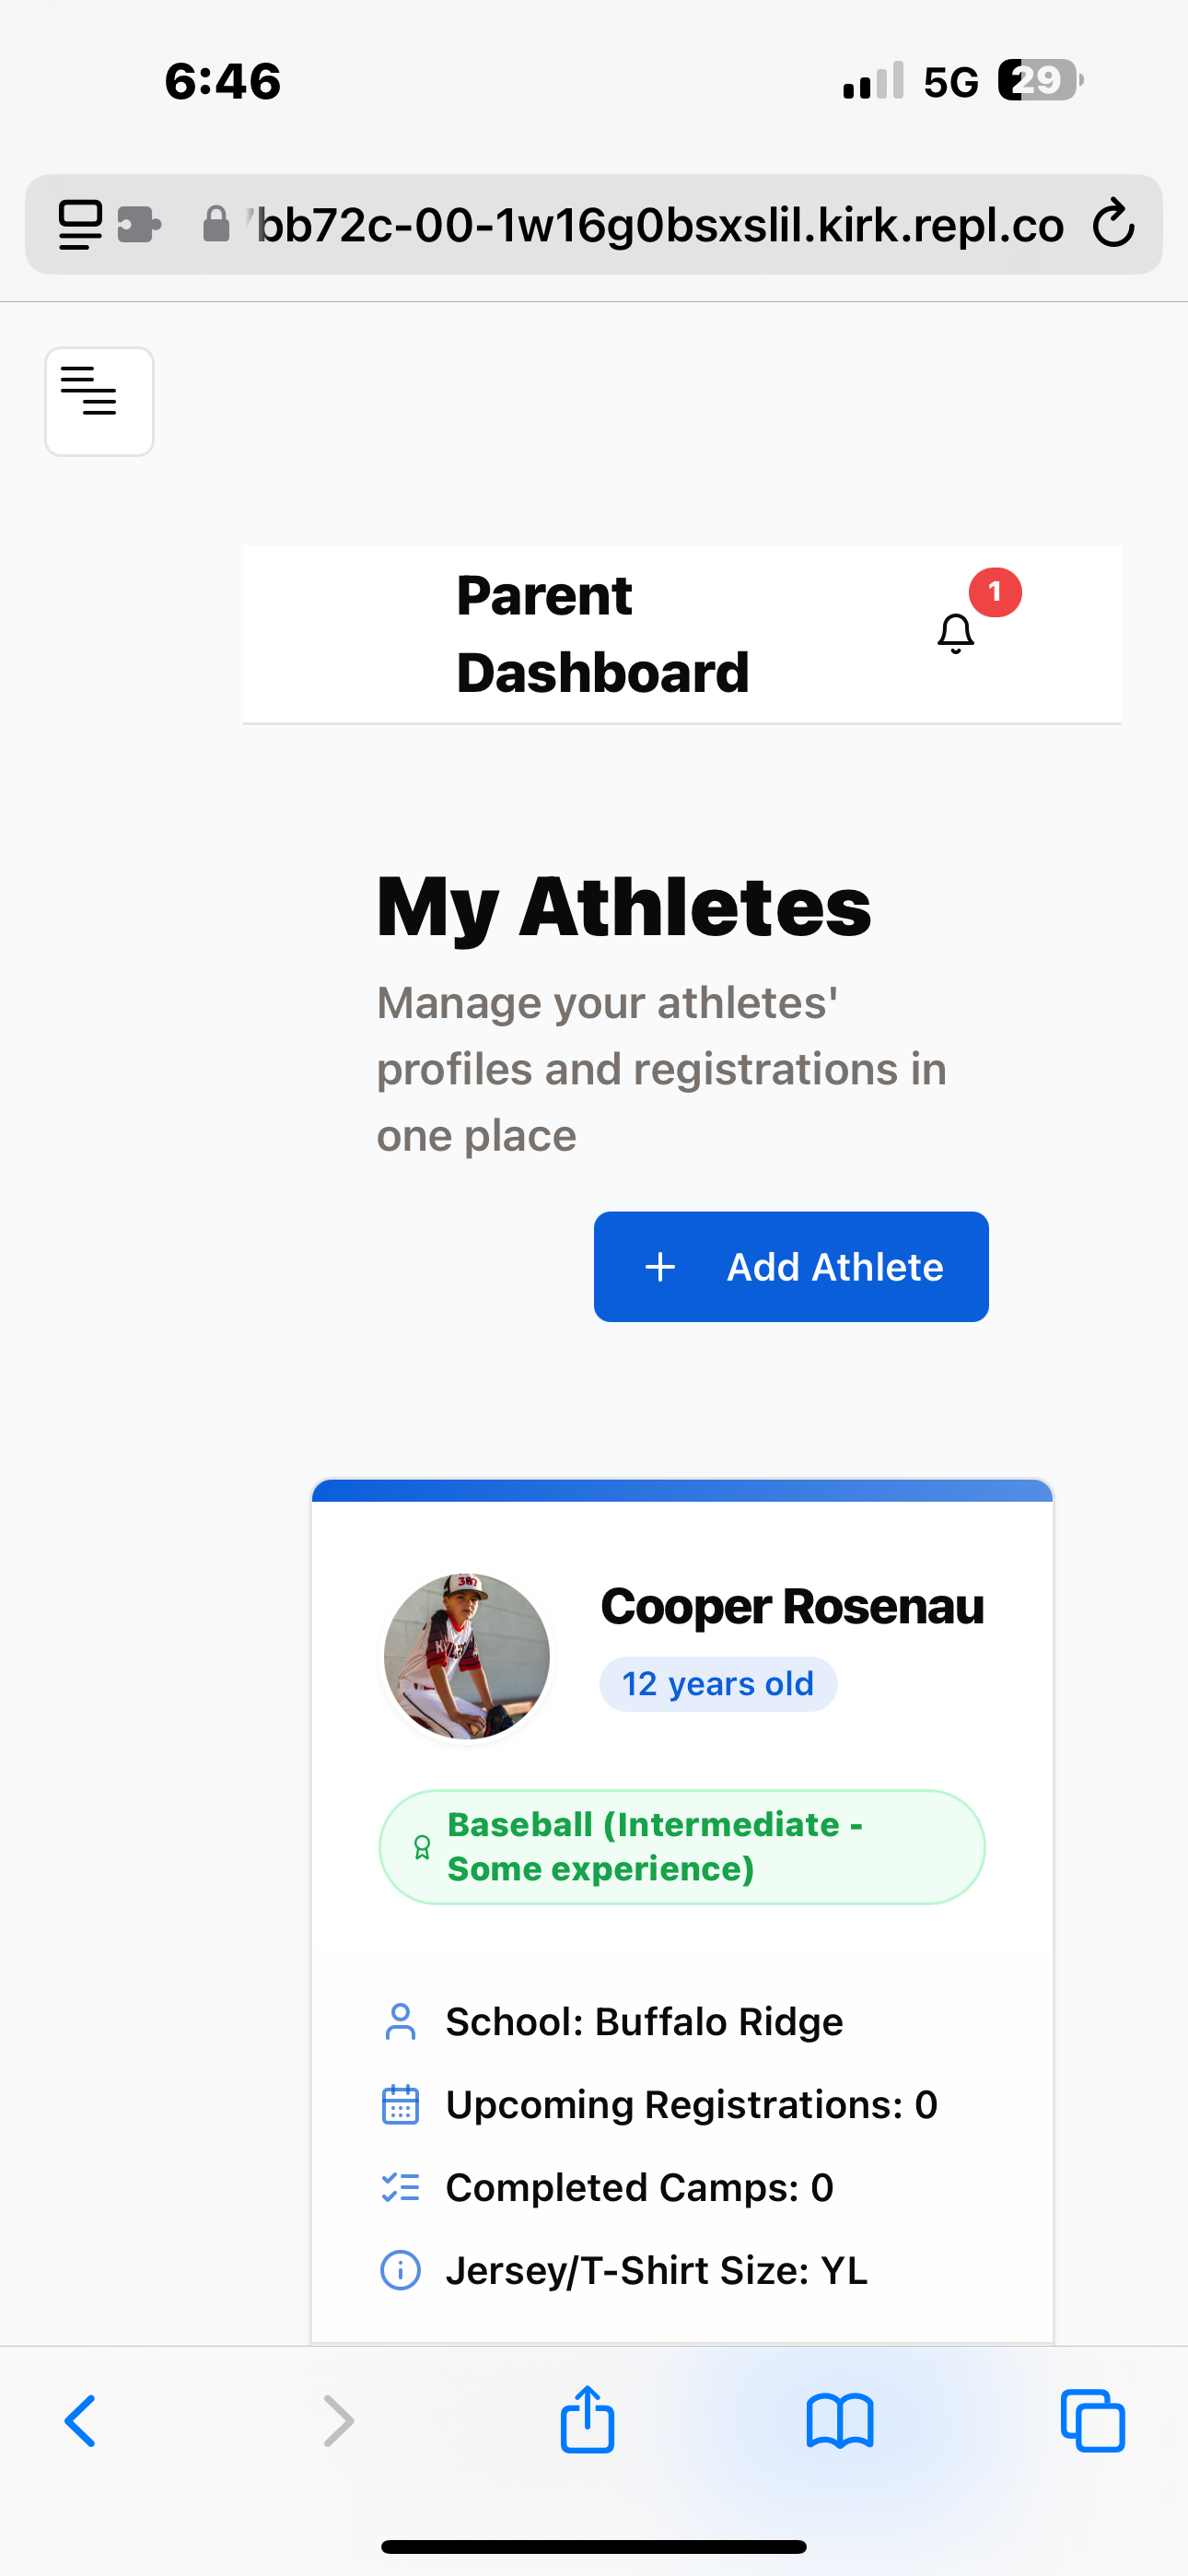 6:46
5G 29
bb72c-00-1w16g0bsxslil.kirk.repl.co
Parent
Dashboard
1
My Athletes
Manage your athletes'
profiles and registrations in
one place
+ Add Athlete
Cooper Rosenau
12 years old
Baseball (Intermediate -
Some experience)
School: Buffalo Ridge
Upcoming Registrations: 0
Completed Camps: 0
Jersey/T-Shirt Size: YL